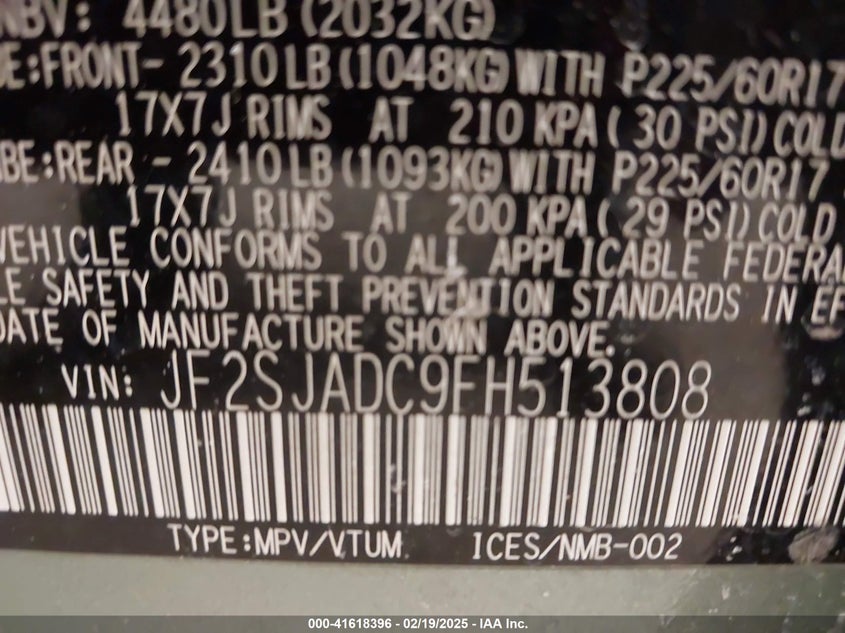 NBV: 4480LB (2032KG)
BE:FRONT- 2310LB (1048KG) WITH P225/60R17
17X7J RIMS AT 210 KPA ( 30 PSI) COLD
NBE:REAR - 2410LB (1093KG) WITH P225/60R17
17X7J RIMS AT 200 KPA ( 29 PSI) COLD
VEHICLE CONFORMS TO ALL APPLICABLE FEDERA
LE SAFETY AND THEFT PREVENTION STANDARDS IN EF
DATE OF MANUFACTURE SHOWN ABOVE.
VIN: JF2SJADC9FH513808
TYPE:MPV/VTUM ICES/NMB-002
000-41618396 - 02/19/2025 - IAA Inc.